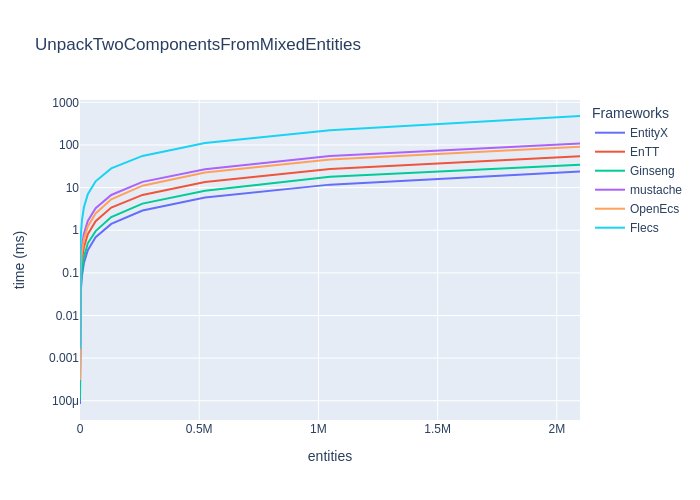 UnpackTwoComponentsFromMixedEntities
1000
100
10
1
0.1
0.01
0.001
100μ
time (ms)
0
0.5M
1M
1.5M
2M
entities
Frameworks
EntityX
EnTT
Ginseng
mustache
OpenEcs
Flecs